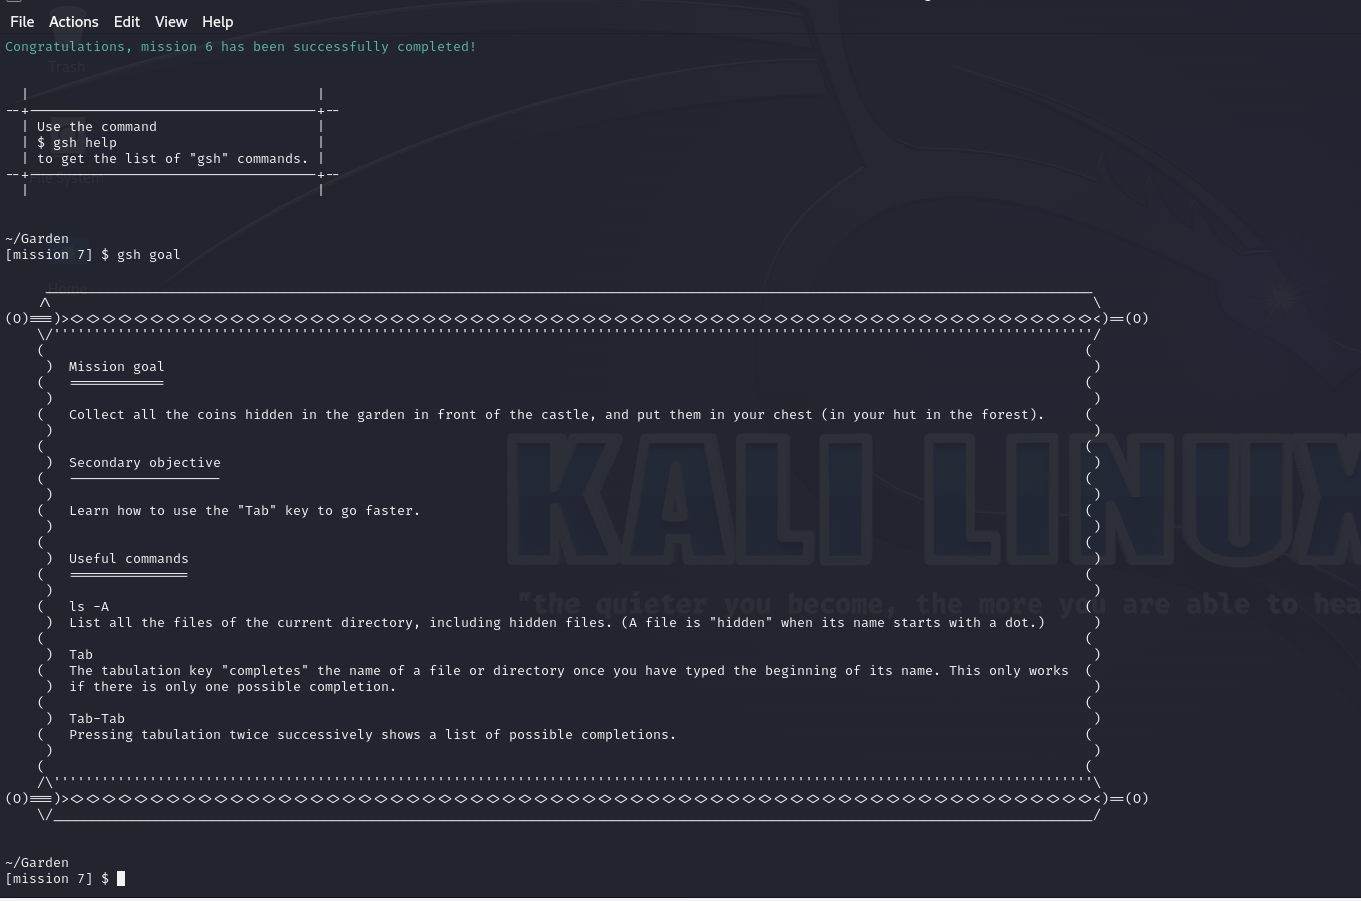 File Actions Edit View Help
Congratulations, mission 6 has been successfully completed!
Trash
Use the command
$ gsh help
to get the list of "gsh" commands.
File System
~/Garden
[mission 7] $ gsh goal
Home
Mission goal
Collect all the coins hidden in the garden in front of the castle, and put them in your chest (in your hut in the forest).
Secondary objective
Learn how to use the "Tab" key to go faster.
Useful commands
ls -A
List all the files of the current directory, including hidden files. (A file is "hidden" when its name starts with a dot.)
Tab
The tabulation key "completes" the name of a file or directory once you have typed the beginning of its name. This only works
if there is only one possible completion.
Tab-Tab
Pressing tabulation twice successively shows a list of possible completions.
KALI LINUX
"the quieter you become, the more you are able to hea
~/Garden
[mission 7] $